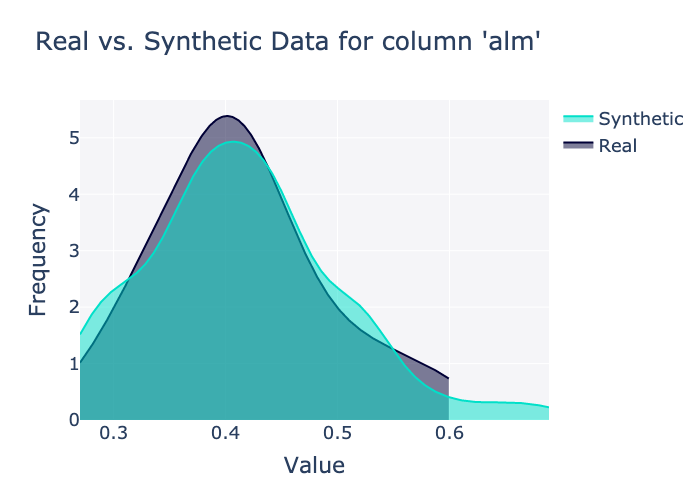 Real vs. Synthetic Data for column 'alm'
Synthetic
Real
Frequency
5
4
3
2
1
0
0.3 0.4 0.5 0.6
Value